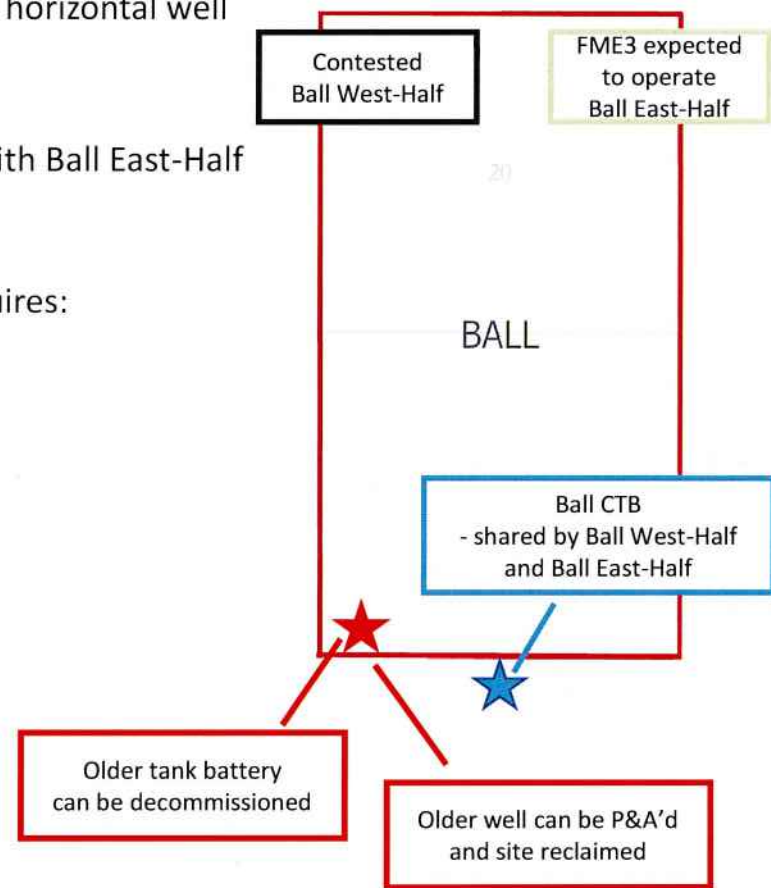 horizontal well
Contested
Ball West-Half
FME3 expected
to operate
Ball East-Half
ith Ball East-Half
20
uires:
BALL
Ball CTB
- shared by Ball West-Half
and Ball East-Half
Older tank battery
can be decommissioned
Older well can be P&A'd
and site reclaimed